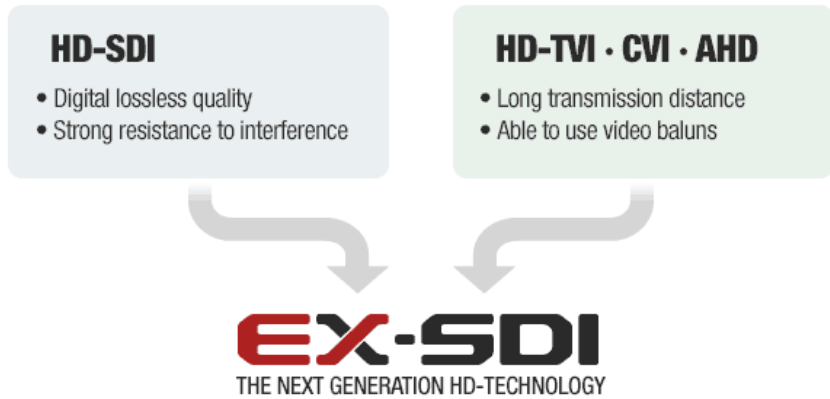 HD-SDI
• Digital lossless quality
• Strong resistance to interference
HD-TVI · CVI · AHD
• Long transmission distance
• Able to use video baluns
EX-SDI
THE NEXT GENERATION HD-TECHNOLOGY